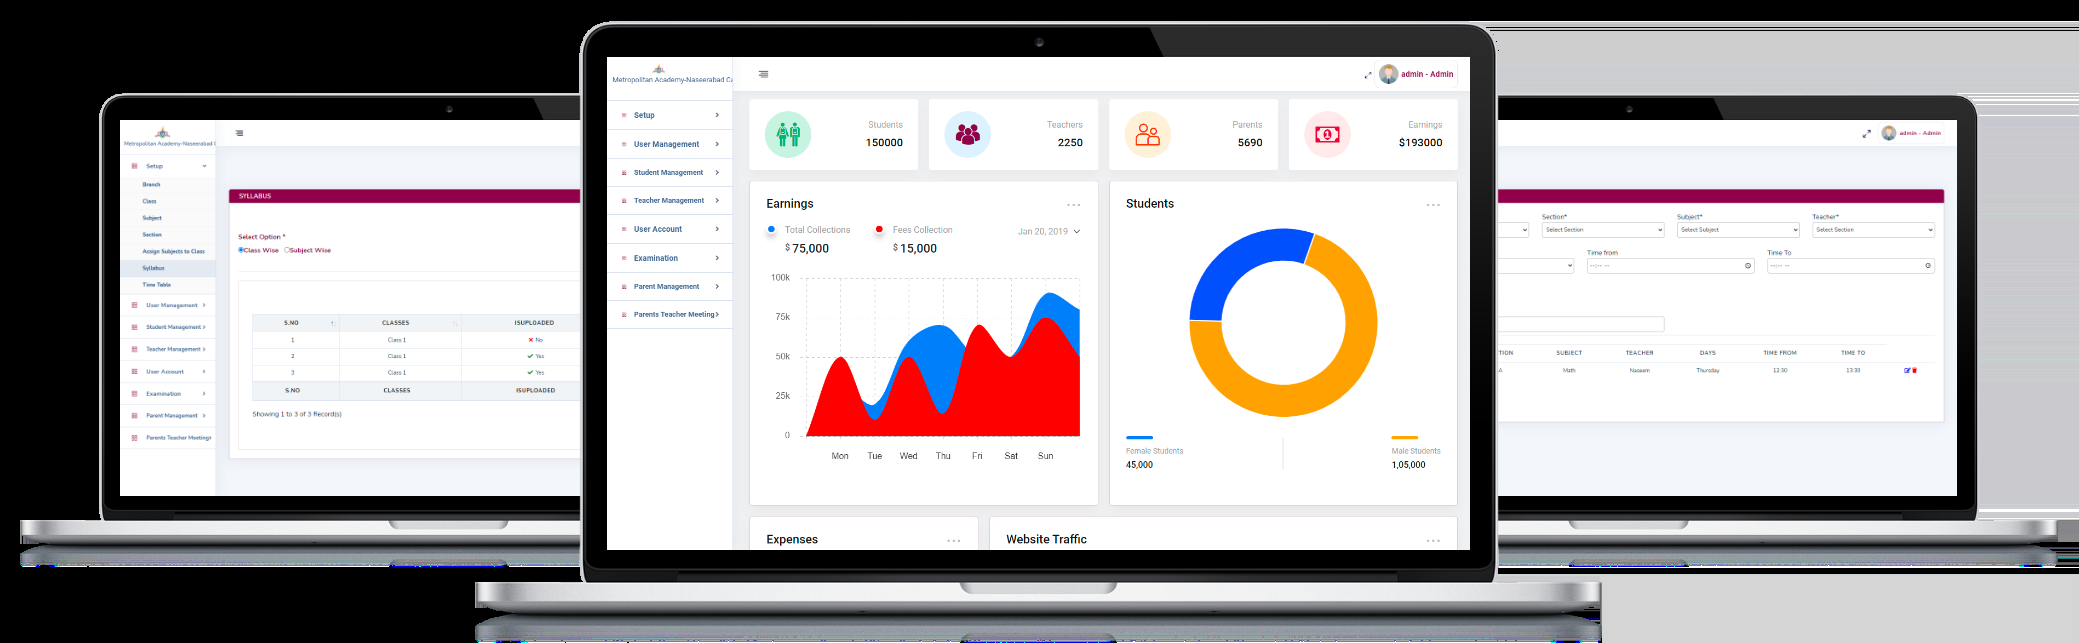 Metropolitan Academy-Naseerabad C
Setup
Branch
Class
Subject
Section
Assign Subjects to Class
Syllabus
Time Table
User Management
Student Management
Teacher Management
User Account
Examination
Parent Management
Parents Teacher Meetings
SYLLABUS
Select Option *
Class Wise Subject Wise
S.NO CLASSES ISUPLOADED
1 Class 1 No
2 Class 1 Yes
3 Class 1 Yes
S.NO CLASSES ISUPLOADED
Showing 1 to 3 of 3 Record(s)
Metropolitan Academy-Naseerabad Ca
Setup
User Management
Student Management
Teacher Management
User Account
Examination
Parent Management
Parents Teacher Meeting
admin - Admin
Students
150000
Teachers
2250
Parents
5690
Earnings
$193000
Earnings
Total Collections
$ 75,000
Fees Collection
$ 15,000
Jan 20, 2019
100k
75k
50k
25k
0
Mon Tue Wed Thu Fri Sat Sun
Students
Female Students
45,000
Male Students
1,05,000
Expenses
Website Traffic
admin - Admin
Section* Subject* Teacher*
Select Section Select Subject Select Section
Time from Time To
--:-- -- --:-- --
TION SUBJECT TEACHER DAYS TIME FROM TIME TO
A Math Naseem Thursday 12:30 13:30